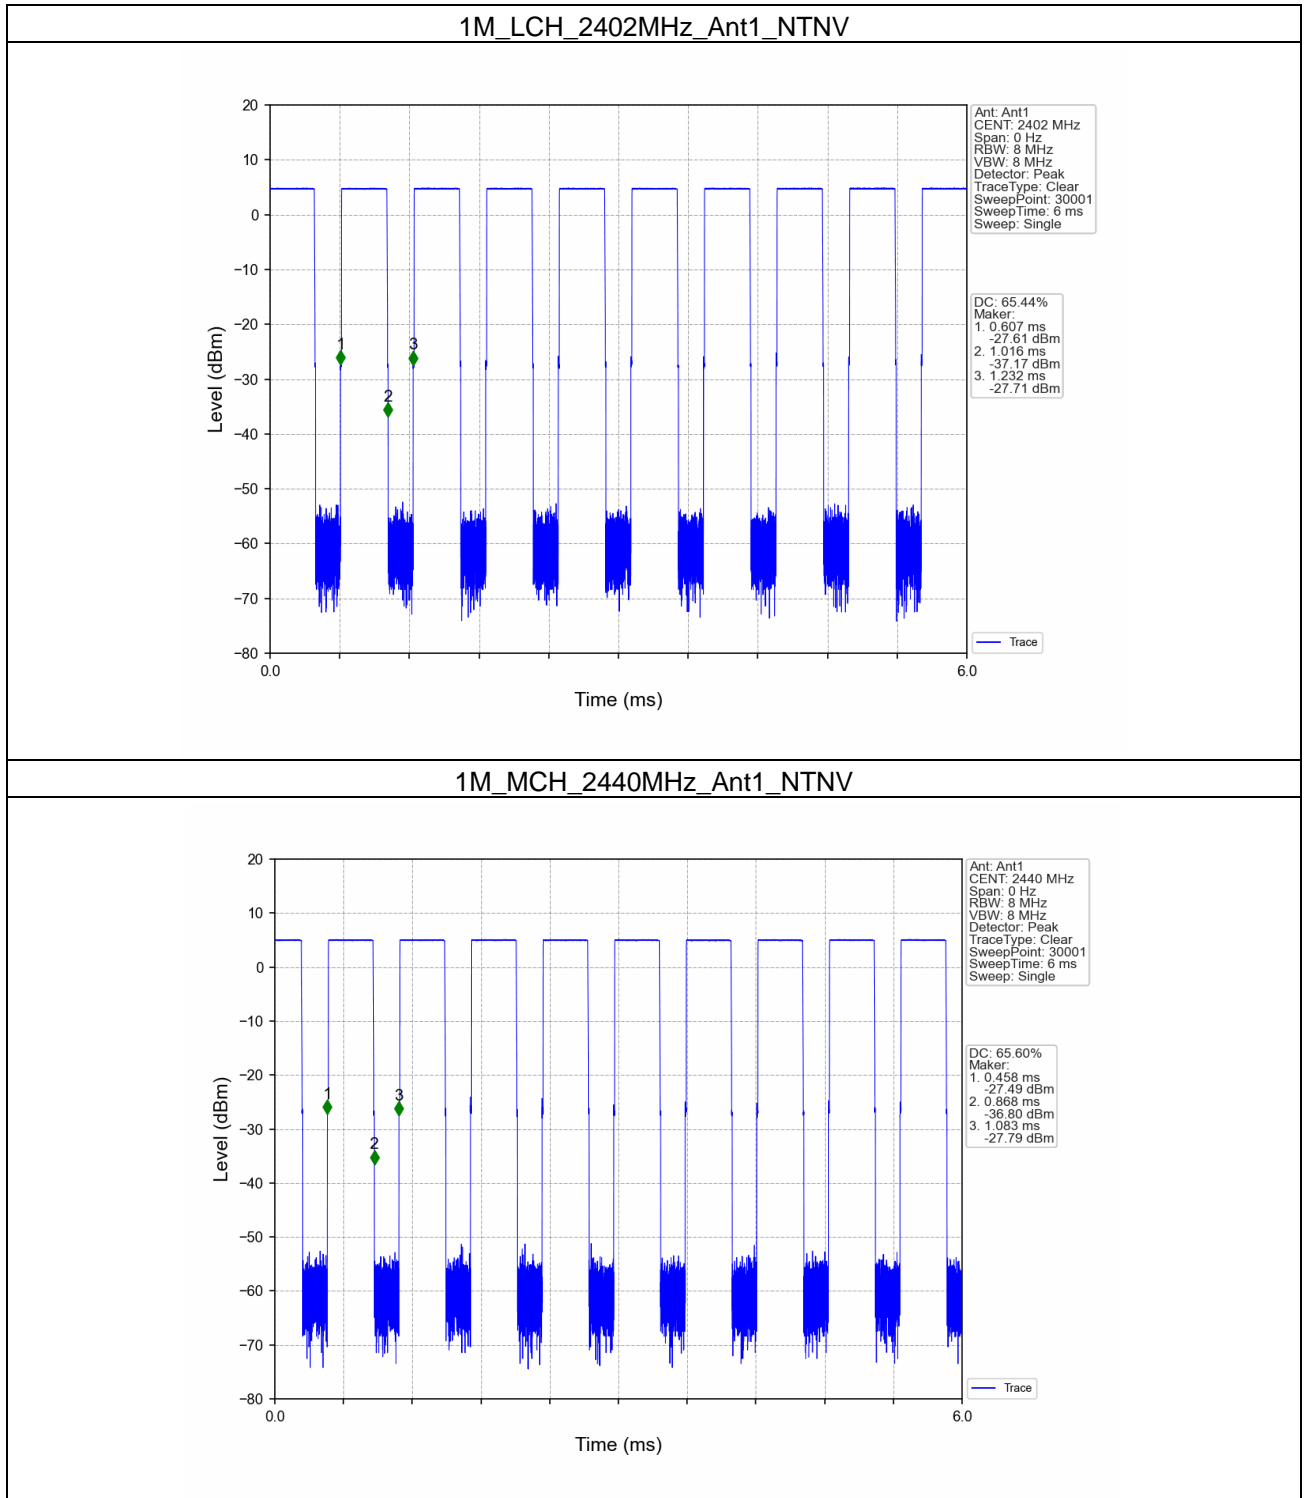 1M_LCH_2402MHz_Ant1_NTNV
20
10
0
−10
−20
−30
−40
−50
−60
−70
−80
Level (dBm)
1
2
3
0.0
6.0
Time (ms)
Ant: Ant1
CENT: 2402 MHz
Span: 0 Hz
RBW: 8 MHz
VBW: 8 MHz
Detector: Peak
TraceType: Clear
SweepPoint: 30001
SweepTime: 6 ms
Sweep: Single
DC: 65.44%
Maker:
1. 0.607 ms
-27.61 dBm
2. 1.016 ms
-37.17 dBm
3. 1.232 ms
-27.71 dBm
Trace
1M_MCH_2440MHz_Ant1_NTNV
20
10
0
−10
−20
−30
−40
−50
−60
−70
−80
Level (dBm)
1
2
3
0.0
6.0
Time (ms)
Ant: Ant1
CENT: 2440 MHz
Span: 0 Hz
RBW: 8 MHz
VBW: 8 MHz
Detector: Peak
TraceType: Clear
SweepPoint: 30001
SweepTime: 6 ms
Sweep: Single
DC: 65.60%
Maker:
1. 0.458 ms
-27.49 dBm
2. 0.868 ms
-36.80 dBm
3. 1.083 ms
-27.79 dBm
Trace